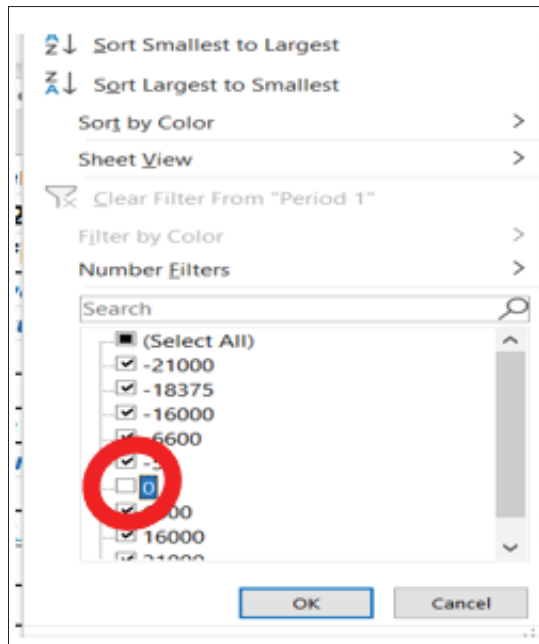 Sort Smallest to Largest
Sort Largest to Smallest
Sort by Color
Sheet View
Clear Filter From "Period 1"
Filter by Color
Number Filters
Search
(Select All)
-21000
-18375
-16000
-6600
0
16000
OK
Cancel